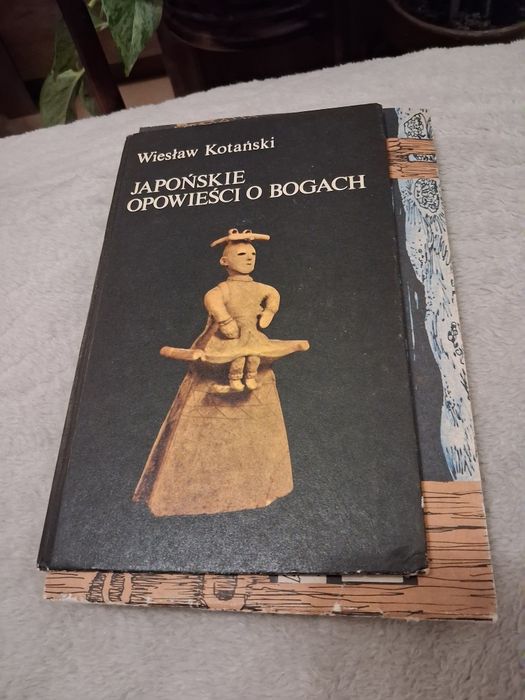 Wiesław Kotański
JAPOŃSKIE
OPOWIEŚCI O BOGACH